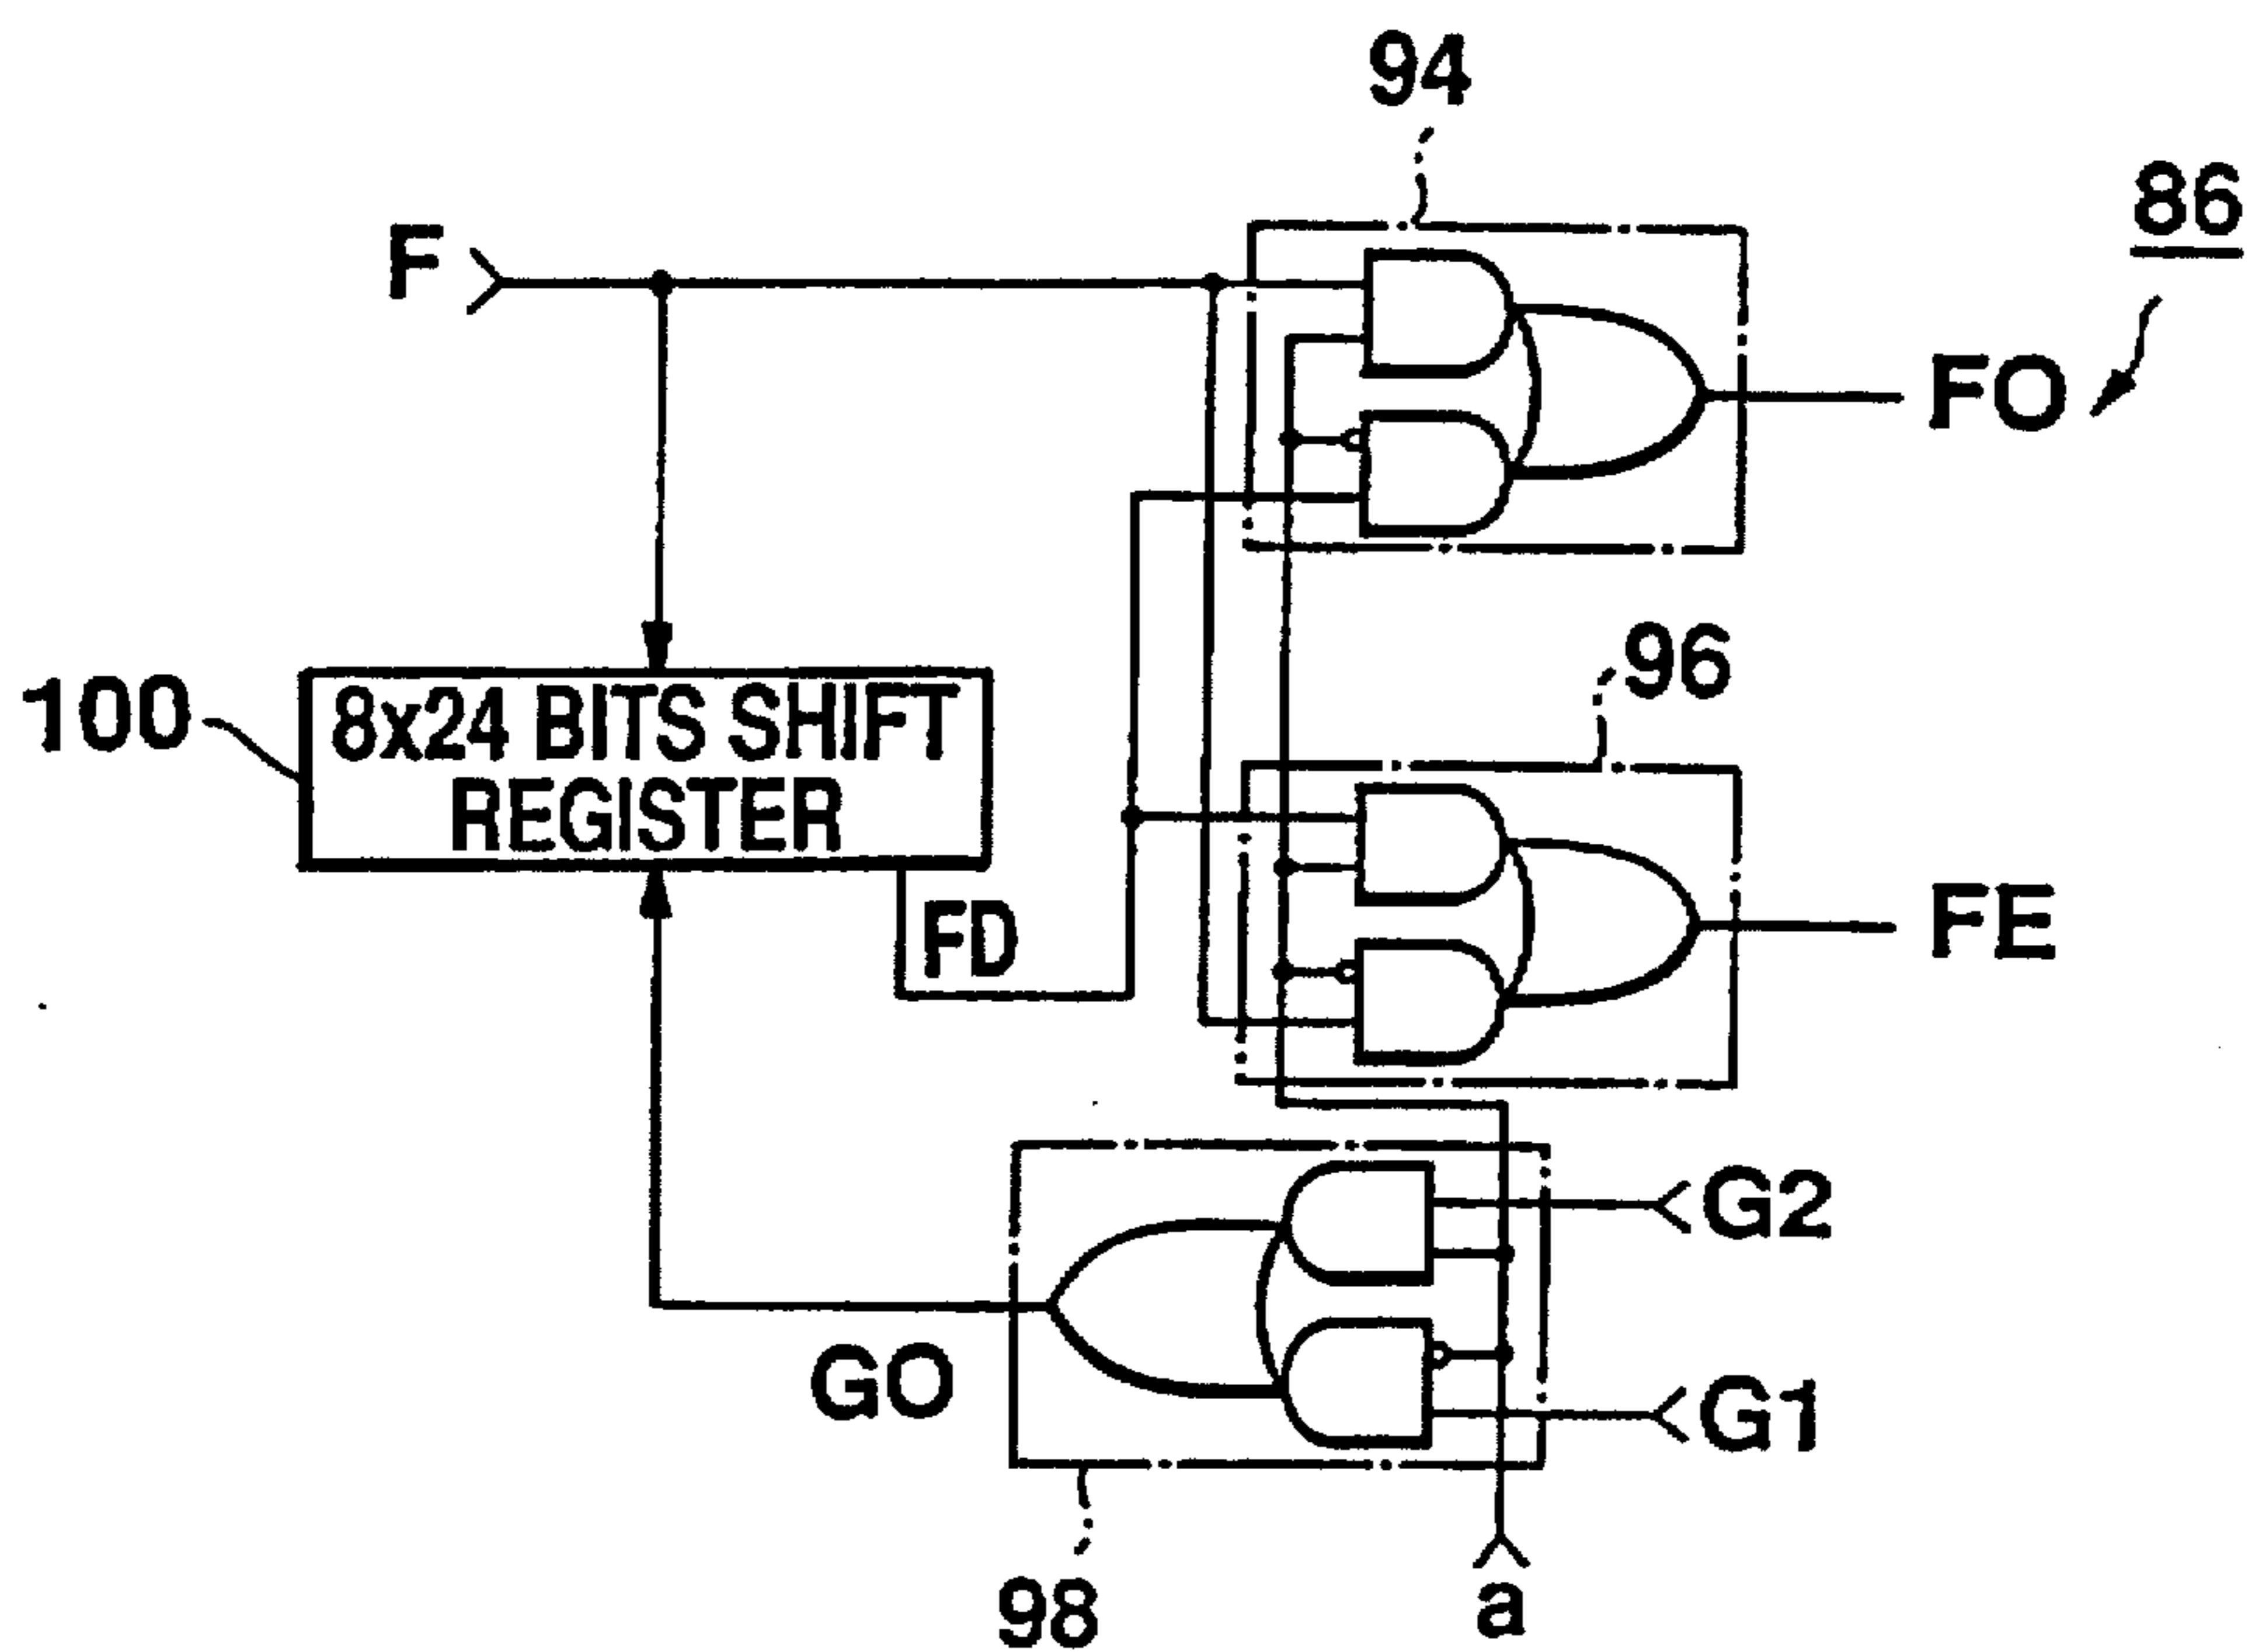 94
86
F
FO
96
100
8x24 BITS SHIFT
REGISTER
FD
FE
G2
GO
G1
98
a